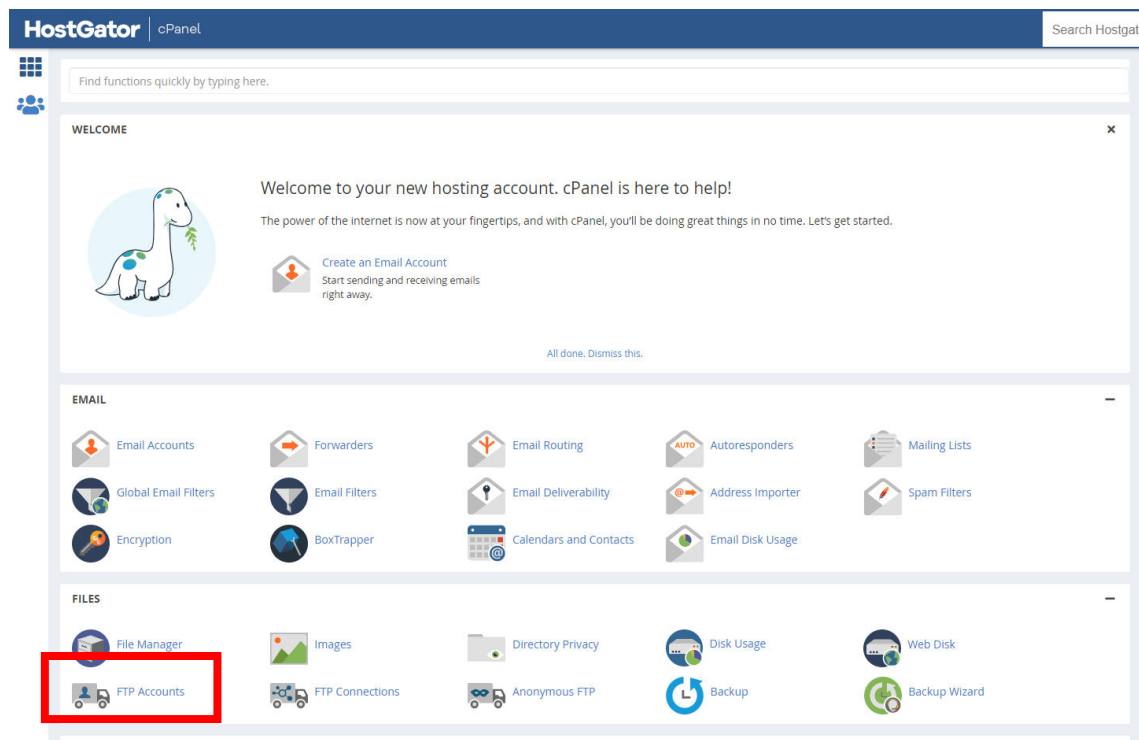 HostGator cPanel
Search Hostgat
Find functions quickly by typing here.
WELCOME
Welcome to your new hosting account. cPanel is here to help!
The power of the internet is now at your fingertips, and with cPanel, you'll be doing great things in no time. Let's get started.
Create an Email Account
Start sending and receiving emails
right away.
All done. Dismiss this.
EMAIL
Email Accounts Forwarders Email Routing AUTO Autoresponders Mailing Lists
Global Email Filters Email Filters Email Deliverability @ Address Importer Spam Filters
Encryption BoxTrapper @ Calendars and Contacts Email Disk Usage
FILES
File Manager Images Directory Privacy Disk Usage Web Disk
FTP Accounts FTP Connections Anonymous FTP Backup Backup Wizard